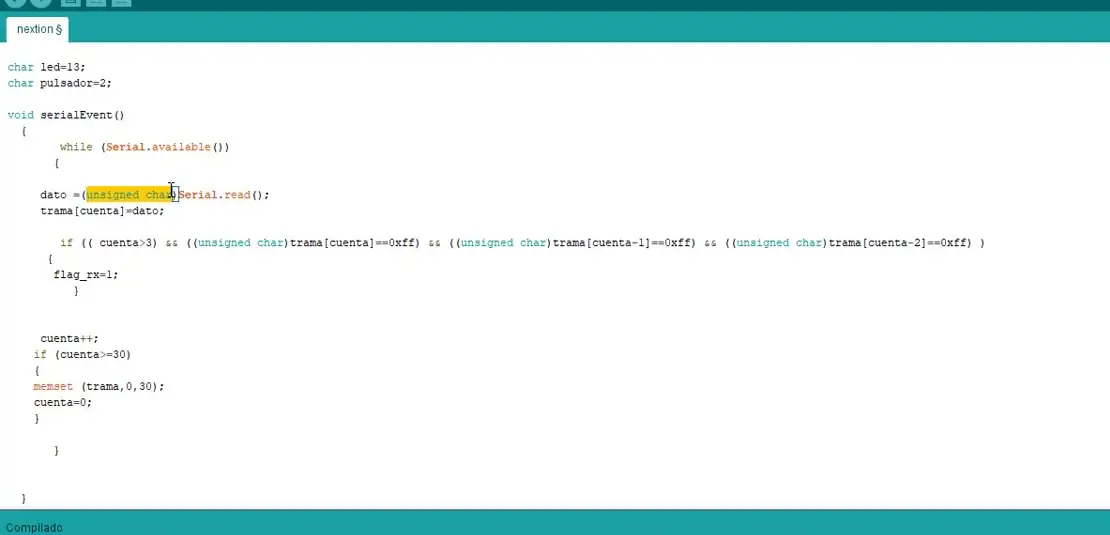 nextion §
char led=13;
char pulsador=2;
void serialEvent()
{
while (Serial.available())
{
dato =(unsigned char)Serial.read();
trama[cuenta]=dato;
if (( cuenta>3) && ((unsigned char)trama[cuenta]==0xff) && ((unsigned char)trama[cuenta-1]==0xff) && ((unsigned char)trama[cuenta-2]==0xff) )
{
flag_rx=1;
}
cuenta++;
if (cuenta>=30)
{
memset (trama,0,30);
cuenta=0;
}
}
}
Compilado